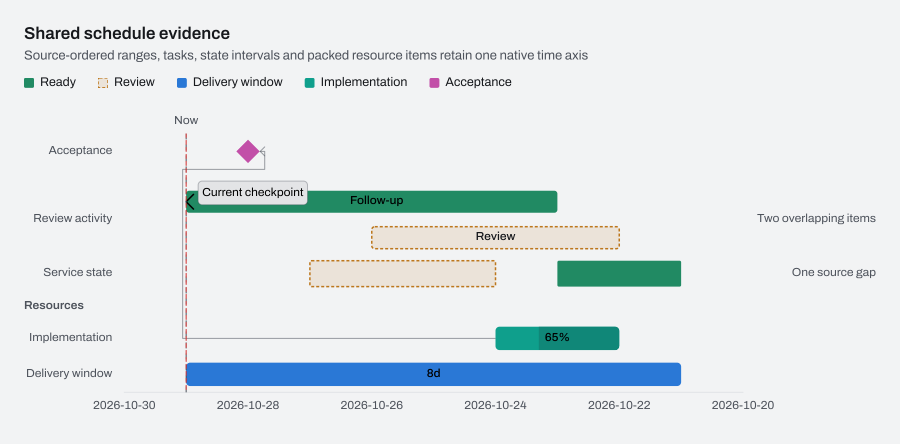 Shared schedule evidence
Source-ordered ranges, tasks, state intervals and packed resource items retain one native time axis
Ready Review Delivery window Implementation Acceptance
Now
Acceptance
Current checkpoint
Follow-up
Review activity Two overlapping items
Review
Service state One source gap
Resources
Implementation 65%
Delivery window 8d
2026-10-30 2026-10-28 2026-10-26 2026-10-24 2026-10-22 2026-10-20